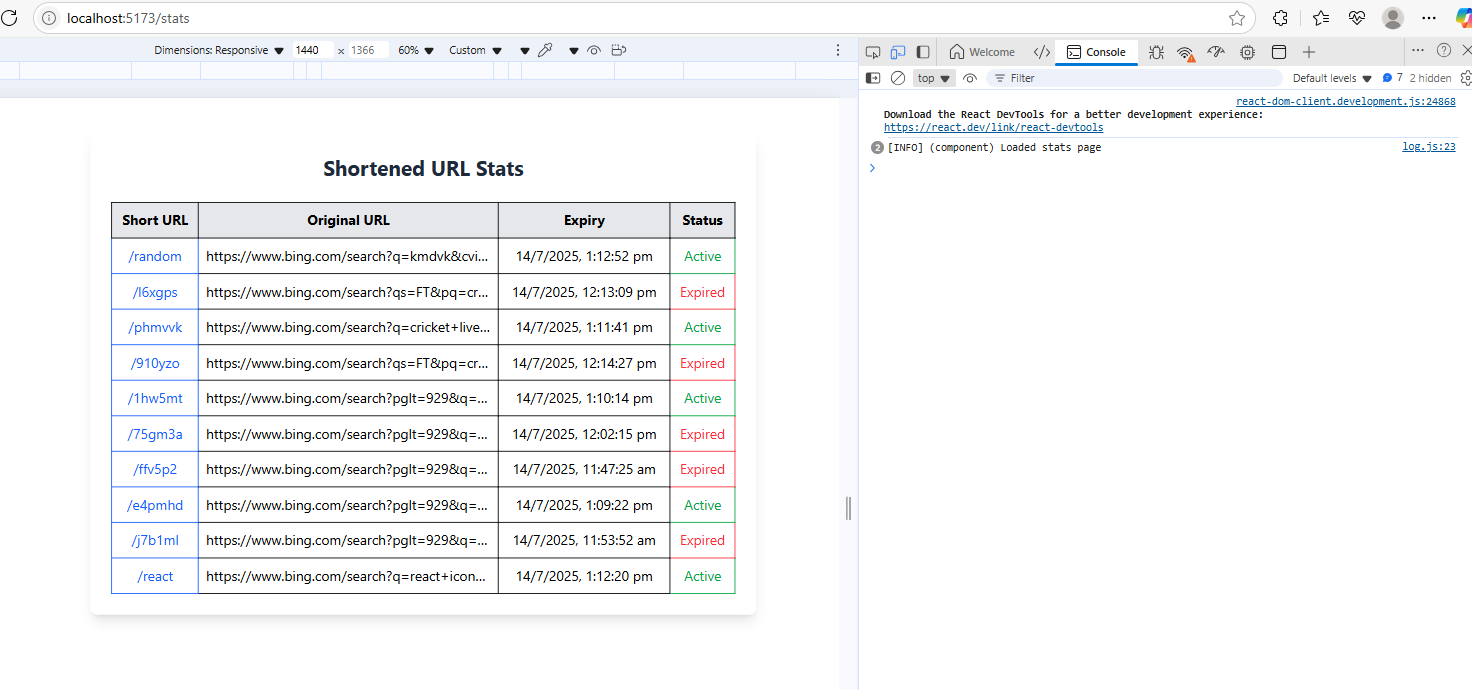 localhost:5173/stats
Dimensions: Responsive 1440 × 1366 60% Custom
Welcome Console
top Filter Default levels 7 2 hidden
react-dom-client.development.js:24868
Download the React DevTools for a better development experience:
https://react.dev/link/react-devtools
2 [INFO] (component) Loaded stats page log.js:23
Shortened URL Stats
Short URL Original URL Expiry Status
/random https://www.bing.com/search?q=kmdvk&cvi... 14/7/2025, 1:12:52 pm Active
/l6xgps https://www.bing.com/search?qs=FT&pq=cr... 14/7/2025, 12:13:09 pm Expired
/phmvvk https://www.bing.com/search?q=cricket+live... 14/7/2025, 1:11:41 pm Active
/910yzo https://www.bing.com/search?qs=FT&pq=cr... 14/7/2025, 12:14:27 pm Expired
/1hw5mt https://www.bing.com/search?pglt=929&q=... 14/7/2025, 1:10:14 pm Active
/75gm3a https://www.bing.com/search?pglt=929&q=... 14/7/2025, 12:02:15 pm Expired
/ffv5p2 https://www.bing.com/search?pglt=929&q=... 14/7/2025, 11:47:25 am Expired
/e4pmhd https://www.bing.com/search?pglt=929&q=... 14/7/2025, 1:09:22 pm Active
/j7b1ml https://www.bing.com/search?pglt=929&q=... 14/7/2025, 11:53:52 am Expired
/react https://www.bing.com/search?q=react+icon... 14/7/2025, 1:12:20 pm Active